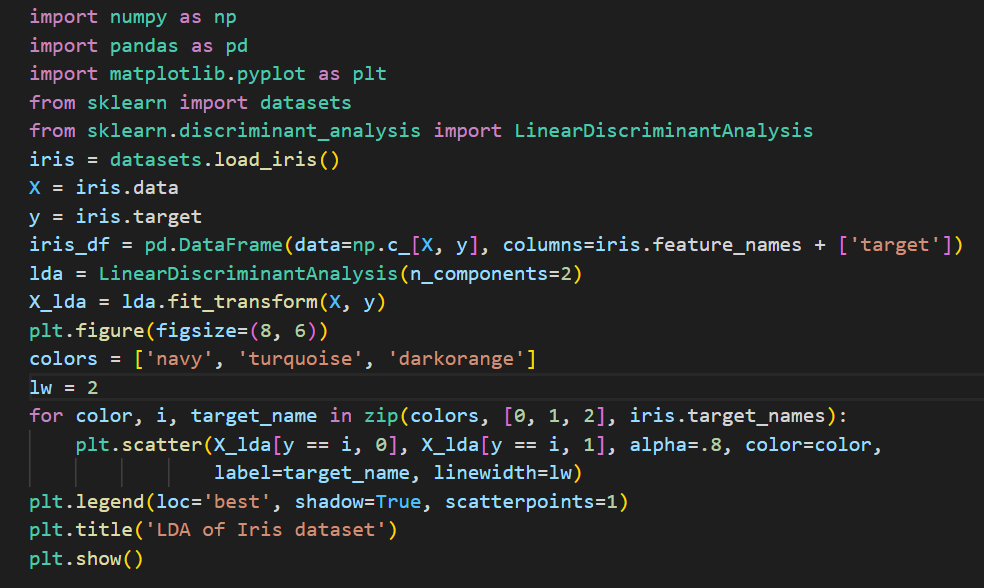 import numpy as np
import pandas as pd
import matplotlib.pyplot as plt
from sklearn import datasets
from sklearn.discriminant_analysis import LinearDiscriminantAnalysis
iris = datasets.load_iris()
X = iris.data
y = iris.target
iris_df = pd.DataFrame(data=np.c_[X, y], columns=iris.feature_names + ['target'])
lda = LinearDiscriminantAnalysis(n_components=2)
X_lda = lda.fit_transform(X, y)
plt.figure(figsize=(8, 6))
colors = ['navy', 'turquoise', 'darkorange']
lw = 2
for color, i, target_name in zip(colors, [0, 1, 2], iris.target_names):
    plt.scatter(X_lda[y == i, 0], X_lda[y == i, 1], alpha=.8, color=color,
                label=target_name, linewidth=lw)
plt.legend(loc='best', shadow=True, scatterpoints=1)
plt.title('LDA of Iris dataset')
plt.show()